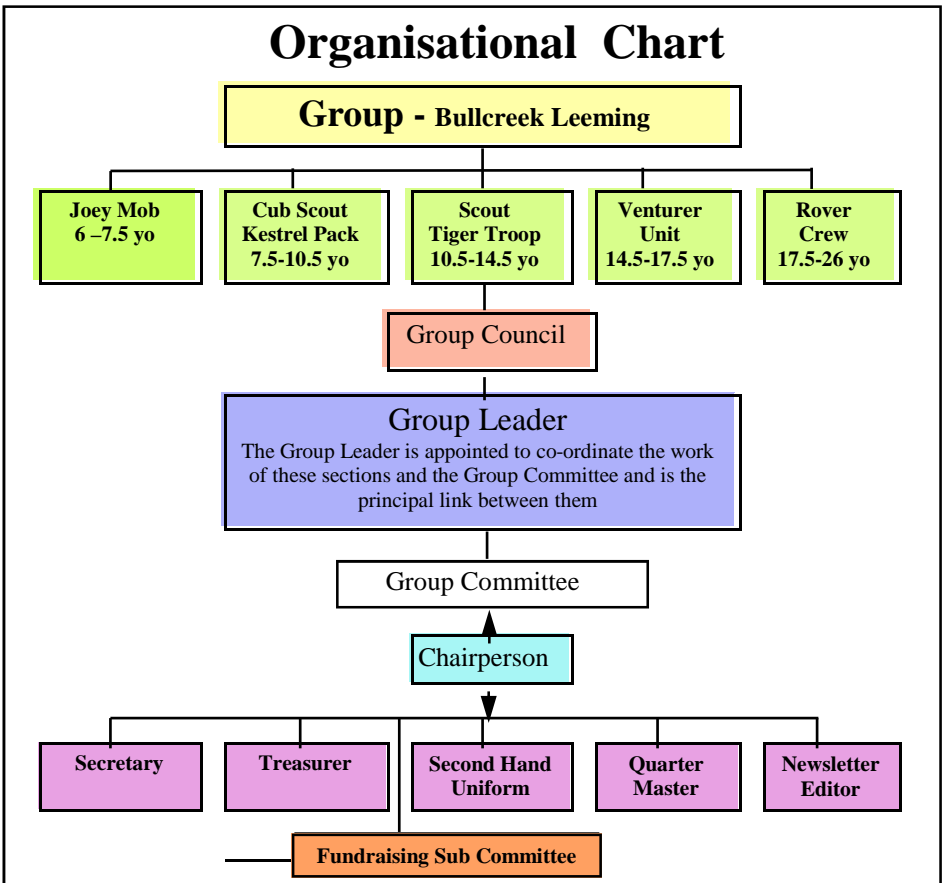 Organisational Chart
Group - Bullcreek Leeming
Joey Mob
6 –7.5 yo
Cub Scout
Kestrel Pack
7.5-10.5 yo
Scout
Tiger Troop
10.5-14.5 yo
Venturer
Unit
14.5-17.5 yo
Rover
Crew
17.5-26 yo
Group Council
Group Leader
The Group Leader is appointed to co-ordinate the work
of these sections and the Group Committee and is the
principal link between them
Group Committee
Chairperson
Secretary
Treasurer
Second Hand
Uniform
Quarter
Master
Newsletter
Editor
Fundraising Sub Committee